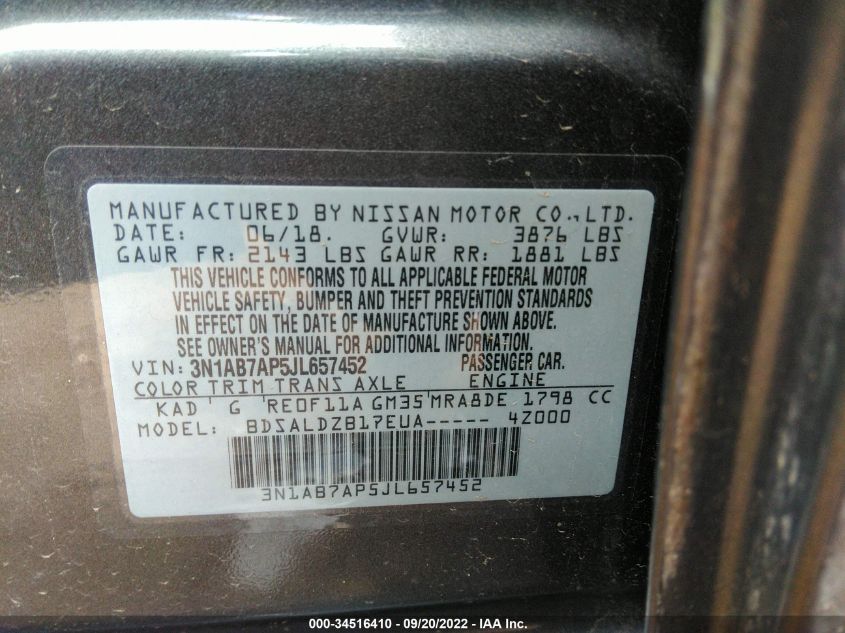 MANUFACTURED BY NISSAN MOTOR CO.,LTD.
DATE: 06/18. GVWR: 3876 LBS
GAWR FR: 2143 LBS GAWR RR: 1881 LBS
THIS VEHICLE CONFORMS TO ALL APPLICABLE FEDERAL MOTOR
VEHICLE SAFETY, BUMPER AND THEFT PREVENTION STANDARDS
IN EFFECT ON THE DATE OF MANUFACTURE SHOWN ABOVE.
SEE OWNER'S MANUAL FOR ADDITIONAL INFORMATION.
VIN: 3N1AB7AP5JL657452 PASSENGER CAR.
COLOR TRIM TRANS AXLE ENGINE
KAD ' G 'RE0F11A GM35'MRA8DE 1798 CC
MODEL: BDSALDZB17EUA----- 4Z000
3N1AB7AP5JL657452
000-34516410 - 09/20/2022 - IAA Inc.